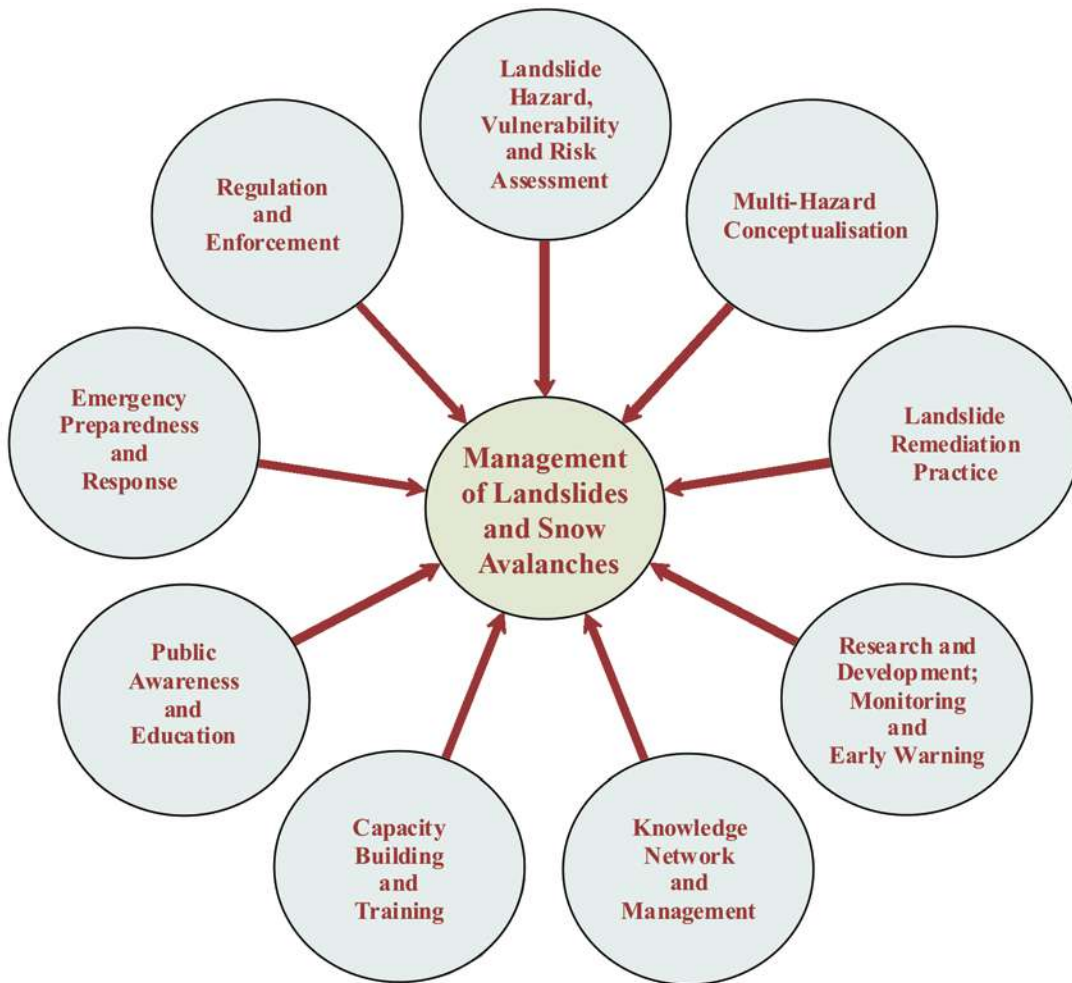 Landslide
Hazard,
Vulnerability
and Risk
Assessment
Multi-Hazard
Conceptualisation
Landslide
Remediation
Practice
Research and
Development;
Monitoring
and
Early Warning
Knowledge
Network
and
Management
Capacity
Building
and
Training
Public
Awareness
and
Education
Emergency
Preparedness
and
Response
Regulation
and
Enforcement
Management
of Landslides
and Snow
Avalanches